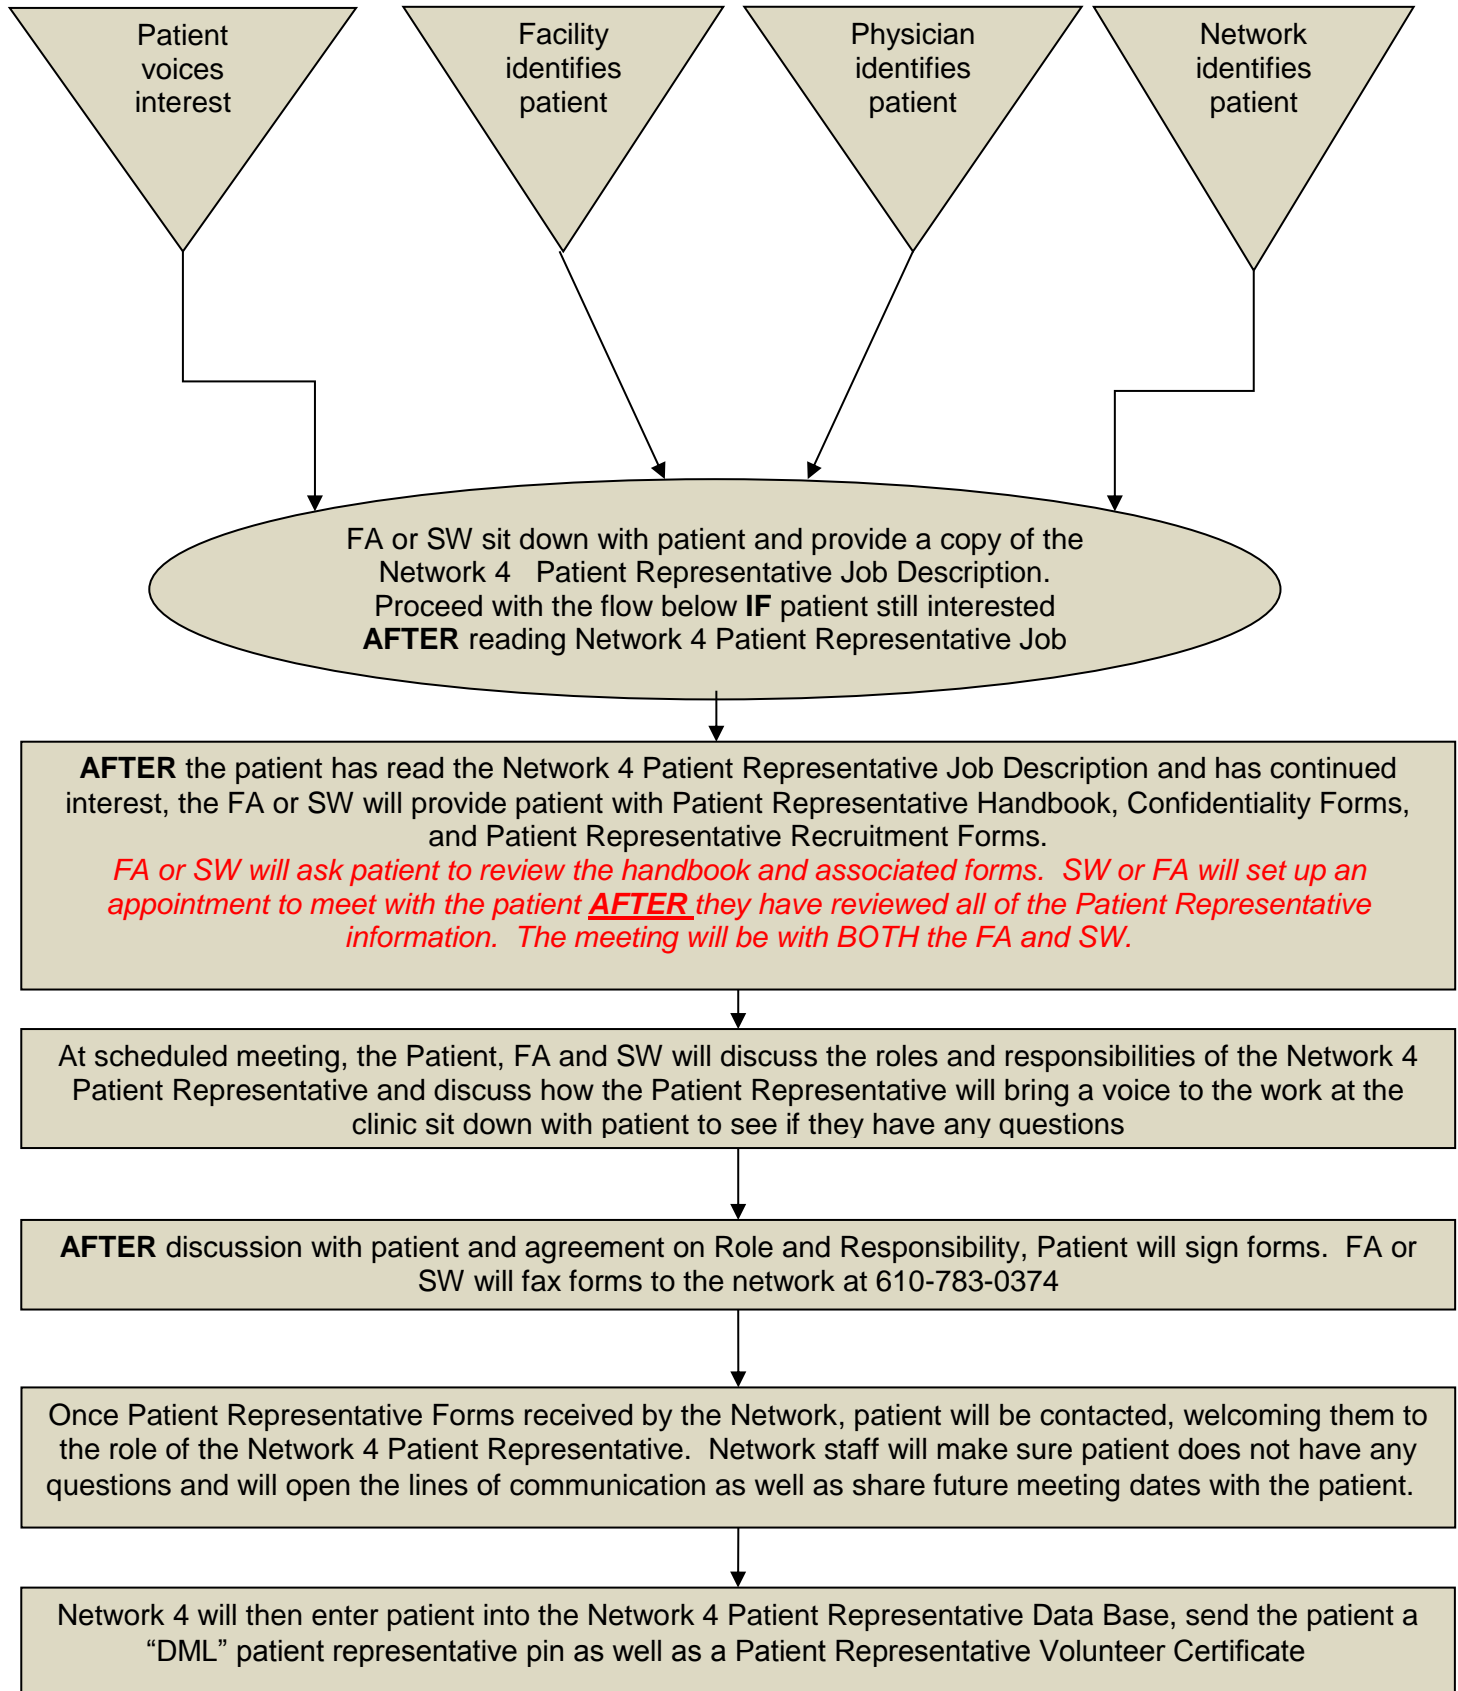 Patient
voices
interest
Facility
identifies
patient
Physician
identifies
patient
Network
identifies
patient
FA or SW sit down with patient and provide a copy of the
Network 4   Patient Representative Job Description.
Proceed with the flow below IF patient still interested
AFTER reading Network 4 Patient Representative Job
AFTER the patient has read the Network 4 Patient Representative Job Description and has continued
interest, the FA or SW will provide patient with Patient Representative Handbook, Confidentiality Forms,
and Patient Representative Recruitment Forms.
FA or SW will ask patient to review the handbook and associated forms.  SW or FA will set up an
appointment to meet with the patient AFTER they have reviewed all of the Patient Representative
information.  The meeting will be with BOTH the FA and SW.
At scheduled meeting, the Patient, FA and SW will discuss the roles and responsibilities of the Network 4
Patient Representative and discuss how the Patient Representative will bring a voice to the work at the
clinic sit down with patient to see if they have any questions
AFTER discussion with patient and agreement on Role and Responsibility, Patient will sign forms.  FA or
SW will fax forms to the network at 610-783-0374
Once Patient Representative Forms received by the Network, patient will be contacted, welcoming them to
the role of the Network 4 Patient Representative.  Network staff will make sure patient does not have any
questions and will open the lines of communication as well as share future meeting dates with the patient.
Network 4 will then enter patient into the Network 4 Patient Representative Data Base, send the patient a
“DML” patient representative pin as well as a Patient Representative Volunteer Certificate